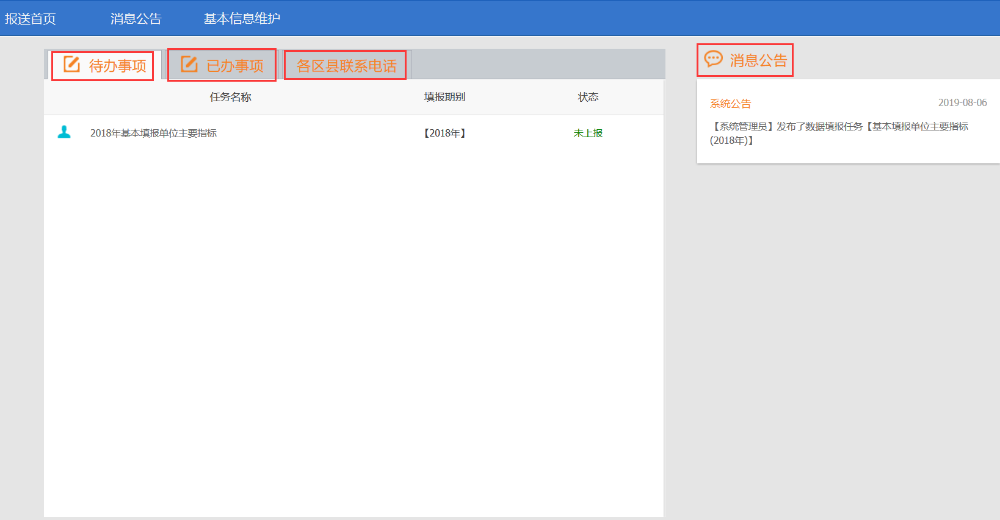 报送首页 消息公告 基本信息维护
待办事项 已办事项 各区县联系电话
任务名称 填报期别 状态
2018年基本填报单位主要指标 【2018年】 未上报
消息公告
系统公告 2019-08-06
【系统管理员】发布了数据填报任务【基本填报单位主要指标
(2018年)】